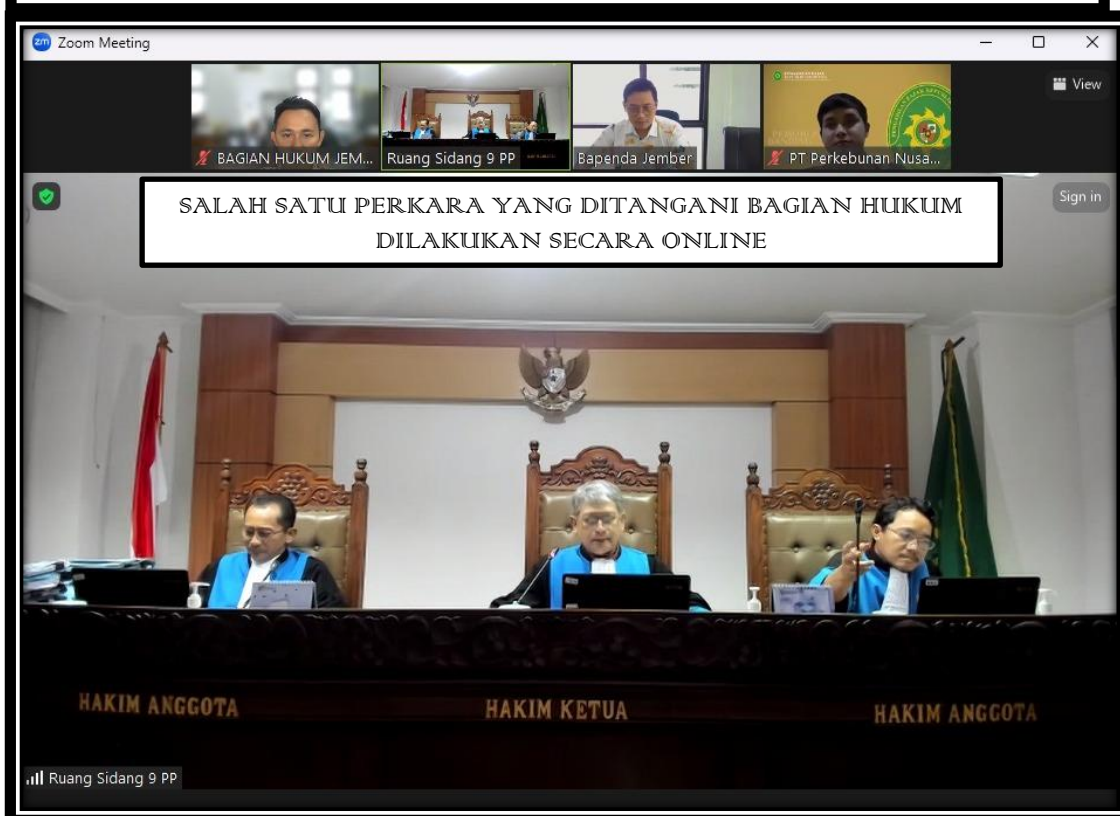 zm Zoom Meeting
View
BAGIAN HUKUM JEM...
Ruang Sidang 9 PP
Bapenda Jember
PT Perkebunan Nusa...
Sign in
SALAH SATU PERKARA YANG DITANGANI BAGIAN HUKUM
DILAKUKAN SECARA ONLINE
HAKIM ANGGOTA
HAKIM KETUA
HAKIM ANGGOTA
Ruang Sidang 9 PP